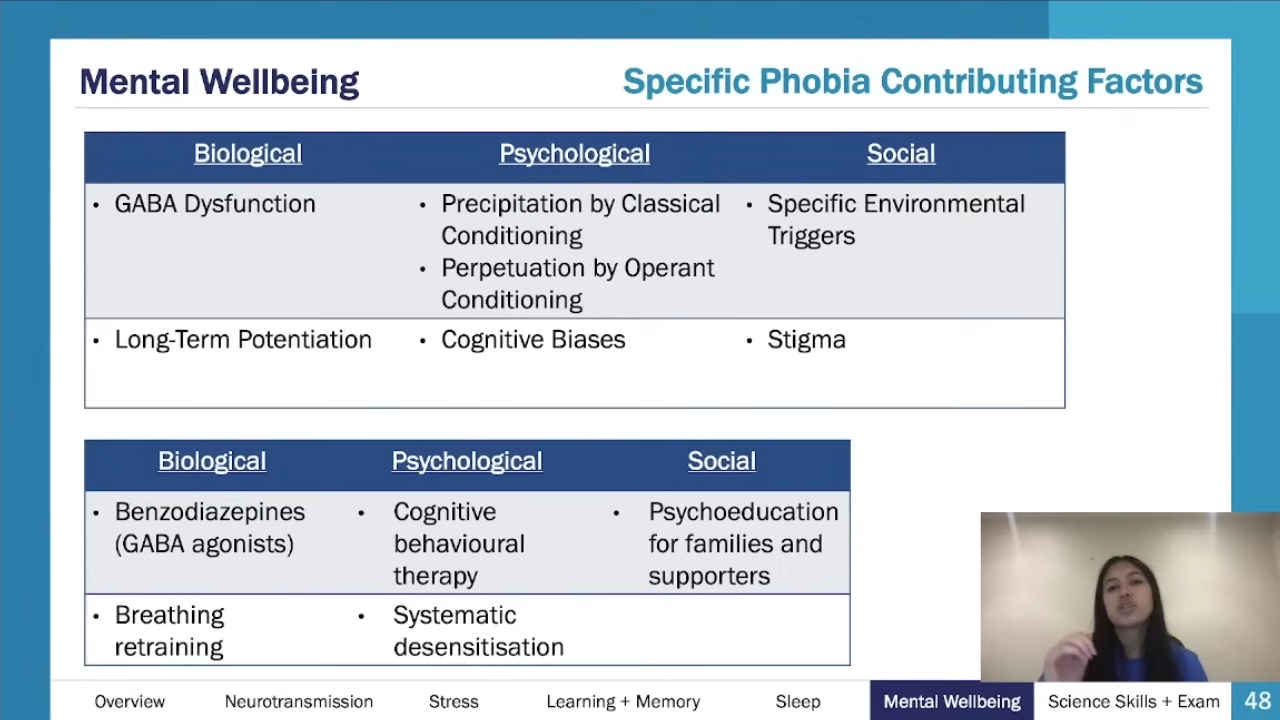 Mental Wellbeing
Specific Phobia Contributing Factors
Biological
Psychological
Social
• GABA Dysfunction
• Precipitation by Classical
Conditioning
• Perpetuation by Operant
Conditioning
• Specific Environmental
Triggers
• Long-Term Potentiation
• Cognitive Biases
• Stigma
Biological
Psychological
Social
• Benzodiazepines
(GABA agonists)
• Cognitive
behavioural
therapy
• Psychoeducation
for families and
supporters
• Breathing
retraining
• Systematic
desensitisation
Overview
Neurotransmission
Stress
Learning + Memory
Sleep
Mental Wellbeing
Science Skills + Exam
48